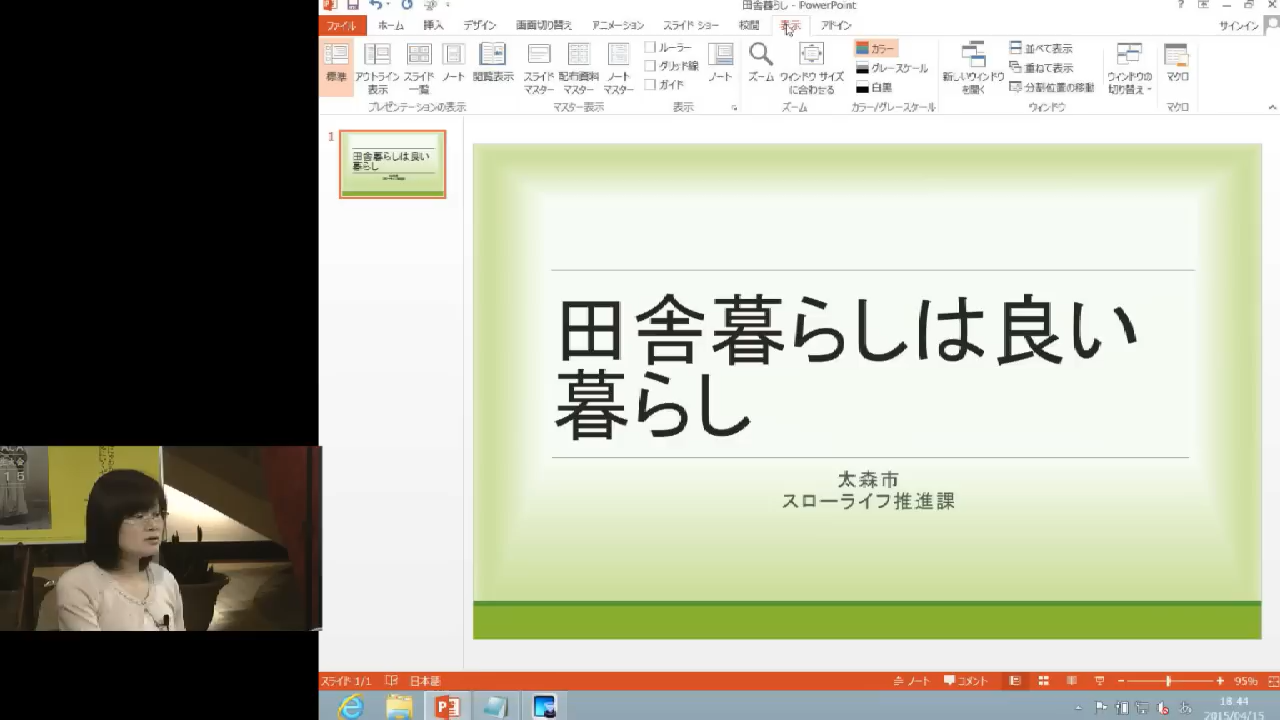 田舎暮らし - PowerPoint
サインイン
ファイル
ホーム
挿入
デザイン
画面切り替え
アニメーション
スライド ショー
校閲
表示
アドイン
標準
アウトライン
表示
スライド
一覧
ノート
閲覧表示
プレゼンテーションの表示
スライド
マスター
配布資料
マスター
ノート
マスター
マスター表示
ルーラー
グリッド線
ガイド
ノート
表示
ズーム
ウィンドウ サイズ
に合わせる
ズーム
カラー
グレースケール
白黒
カラー/グレースケール
新しいウィンドウ
を開く
並べて表示
重ねて表示
分割位置の移動
ウィンドウの
切り替え
ウィンドウ
マクロ
マクロ
1
田舎暮らしは良い
暮らし
田舎暮らしは良い
暮らし
太森市
スローライフ推進課
15
スライド 1/1
日本語
ノート
コメント
95%
18:44
2015/04/15